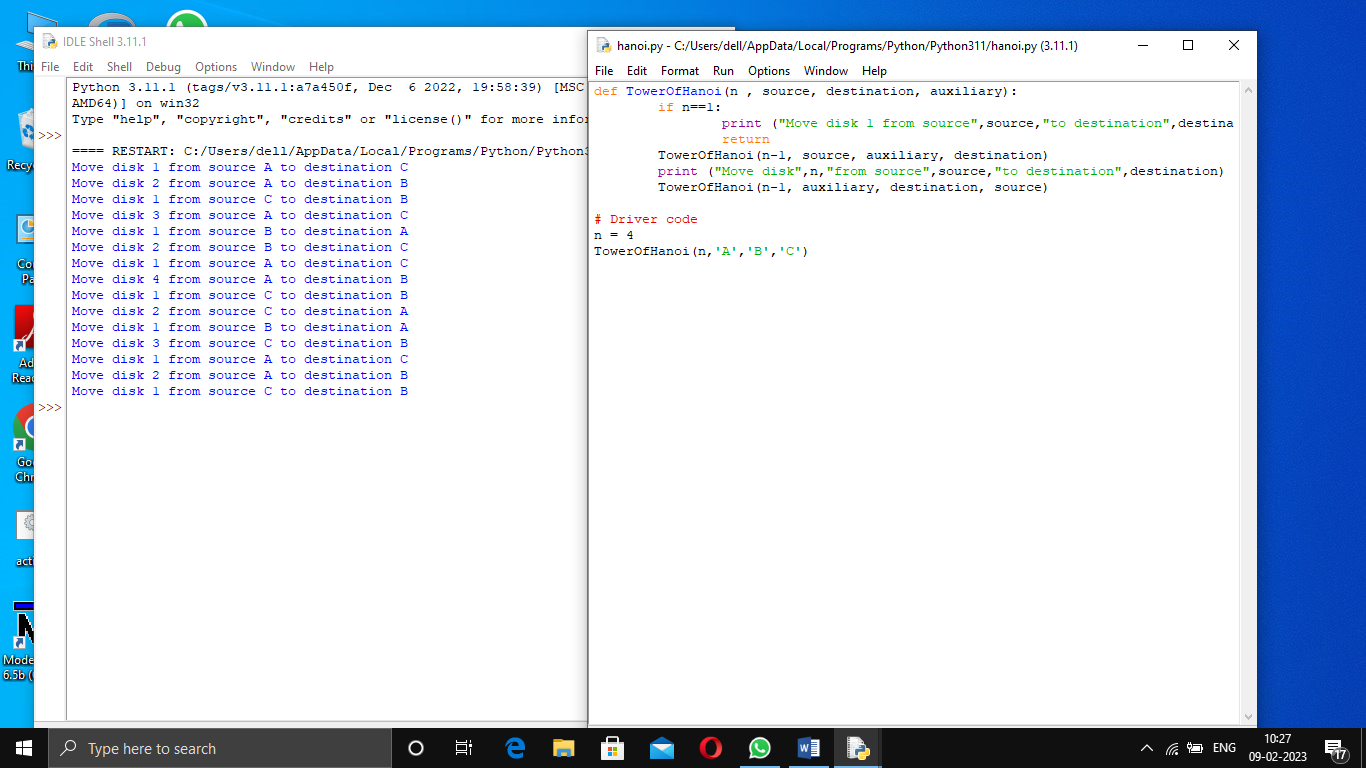 IDLE Shell 3.11.1
File Edit Shell Debug Options Window Help
Python 3.11.1 (tags/v3.11.1:a7a450f, Dec  6 2022, 19:58:39) [MSC
AMD64)] on win32
Type "help", "copyright", "credits" or "license()" for more
>>>
==== RESTART: C:/Users/dell/AppData/Local/Programs/Python/
Move disk 1 from source A to destination C
Move disk 2 from source A to destination B
Move disk 1 from source C to destination B
Move disk 3 from source A to destination C
Move disk 1 from source B to destination A
Move disk 2 from source B to destination C
Move disk 1 from source A to destination C
Move disk 4 from source A to destination B
Move disk 1 from source C to destination B
Move disk 2 from source C to destination A
Move disk 1 from source B to destination A
Move disk 3 from source C to destination B
Move disk 1 from source A to destination C
Move disk 2 from source A to destination B
Move disk 1 from source C to destination B
>>>
hanoi.py - C:/Users/dell/AppData/Local/Programs/Python/Python311/hanoi.py (3.11.1)
File Edit Format Run Options Window Help
def TowerOfHanoi(n , source, destination, auxiliary):
        if n==1:
                print ("Move disk 1 from source",source,"to destination",destina
                return
        TowerOfHanoi(n-1, source, auxiliary, destination)
        print ("Move disk",n,"from source",source,"to destination",destination)
        TowerOfHanoi(n-1, auxiliary, destination, source)
# Driver code
n = 4
TowerOfHanoi(n,'A','B','C')
6.5b (
Type here to search
ENG
10:27
09-02-2023
17